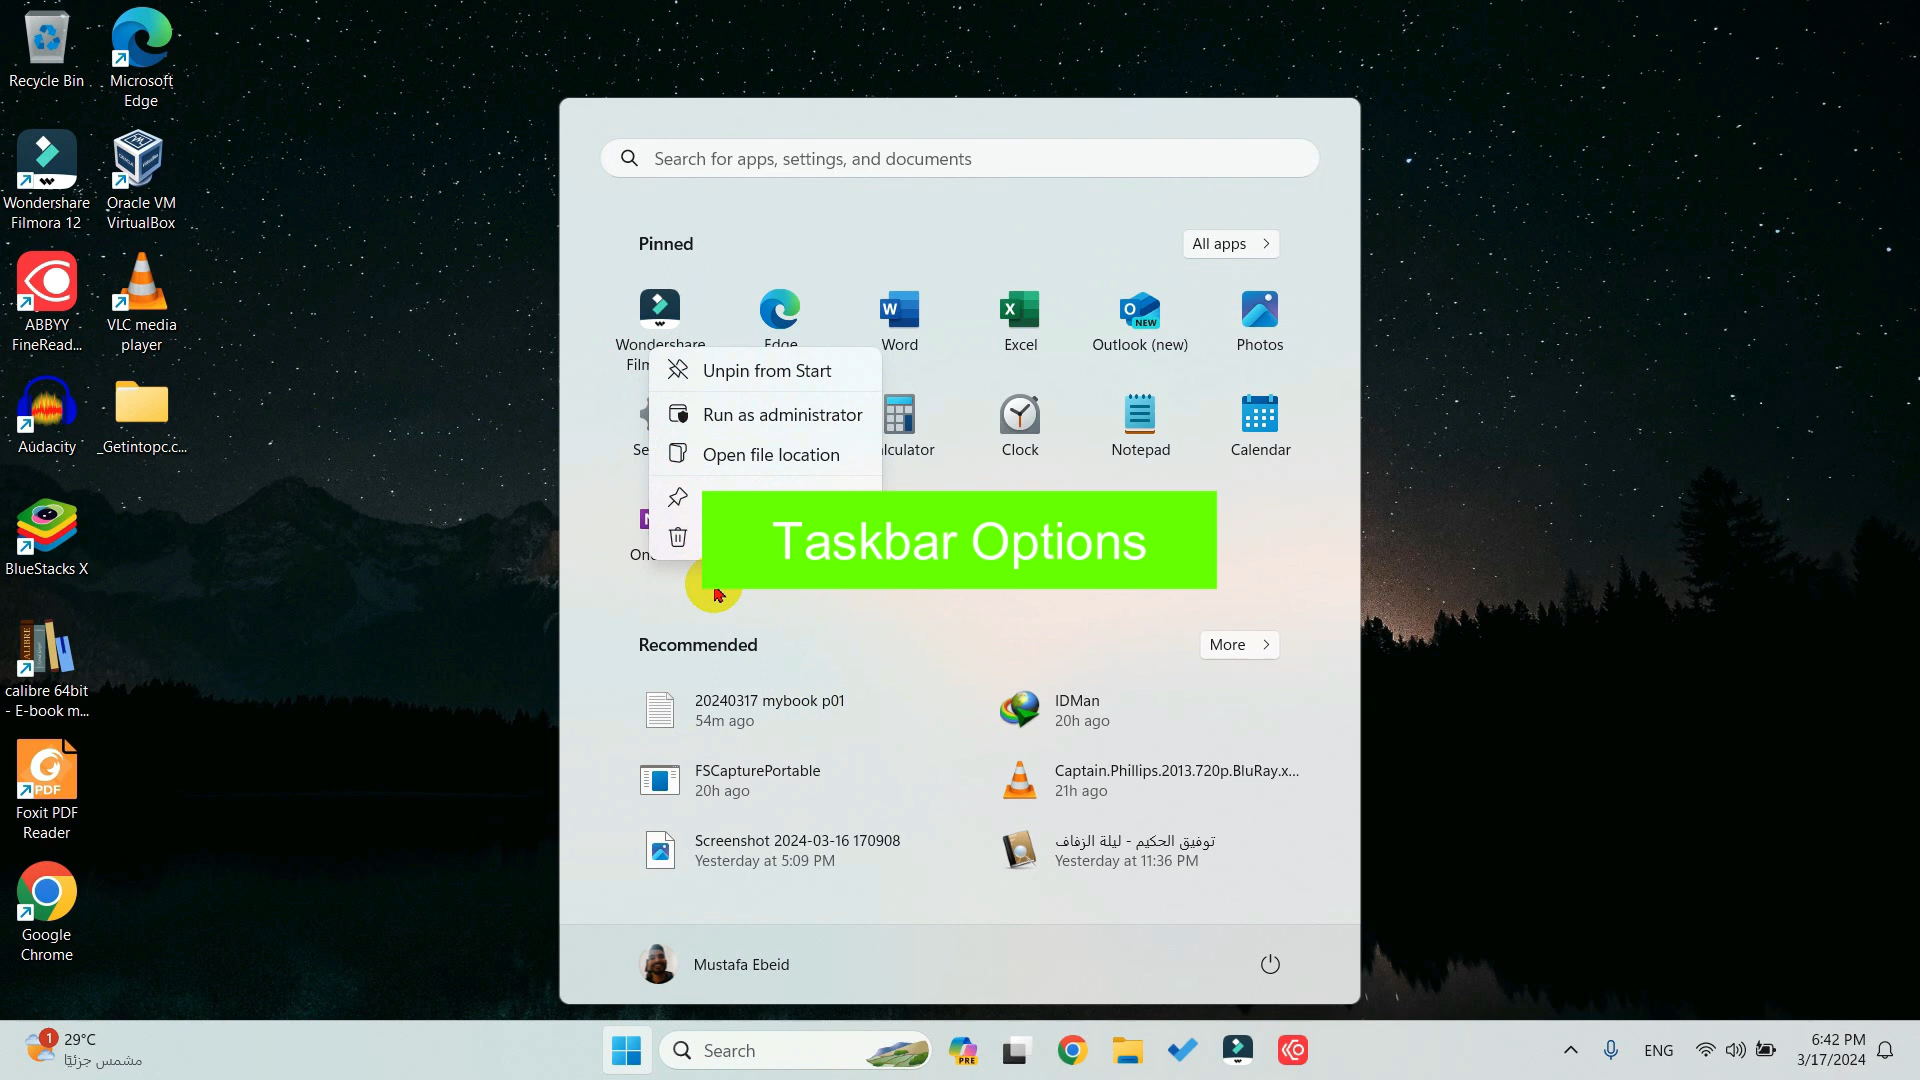 Recycle Bin
Microsoft
Edge
Wondershare
Filmora 12
Oracle VM
VirtualBox
ABBYY
FineRead...
VLC media
player
Audacity
_Getintopc.c...
BlueStacks X
calibre 64bit
- E-book m...
Foxit PDF
Reader
Google
Chrome
Search for apps, settings, and documents
Pinned
All apps
Wondershare
Film
Edge
Word
Excel
Outlook (new)
Photos
Unpin from Start
Run as administrator
Open file location
Se
lculator
Clock
Notepad
Calendar
On
Taskbar Options
Recommended
More
20240317 mybook p01
54m ago
IDMan
20h ago
FSCapturePortable
20h ago
Captain.Phillips.2013.720p.BluRay.x...
21h ago
Screenshot 2024-03-16 170908
Yesterday at 5:09 PM
توفيق الحكيم - ليلة الزفاف
Yesterday at 11:36 PM
Mustafa Ebeid
1
29°C
مشمس جزئيًا
Search
PRE
ENG
6:42 PM
3/17/2024